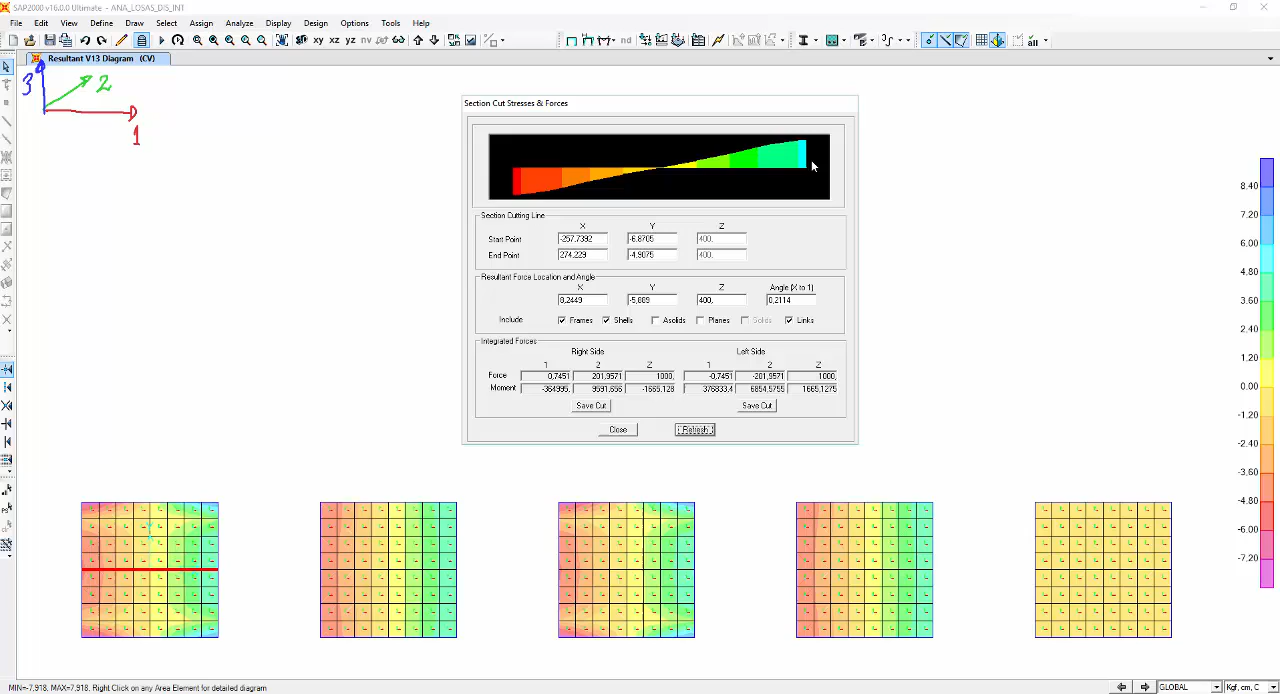 SAP2000 v16.0.0 Ultimate - ANA_LOSAS_DIS_INT
File Edit View Define Draw Select Assign Analyze Display Design Options Tools Help
xy xz yz nv
nd
all
Resultant V13 Diagram (CV)
3
2
1
Section Cut Stresses & Forces
Section Cutting Line
X Y Z
Start Point -257,7392 -6,8705 400,
End Point 274,229 -4,9075 400,
Resultant Force Location and Angle
X Y Z Angle (X to 1)
8,2449 -5,889 400, 0,2114
Include Frames Shells Asolids Planes Solids Links
Integrated Forces
Right Side Left Side
1 2 Z 1 2 Z
Force 0,7451 201,9571 1000, -0,7451 -201,9571 1000,
Moment -364995, 9591,656 -1665,128 376833,4 6854,5755 1665,1275
Save Cut Save Cut
Close Refresh
8.40
7.20
6.00
4.80
3.60
2.40
1.20
0.00
-1.20
-2.40
-3.60
-4.80
-6.00
-7.20
MIN=-7,918, MAX=7,918, Right Click on any Area Element for detailed diagram
GLOBAL
Kgf, cm, C